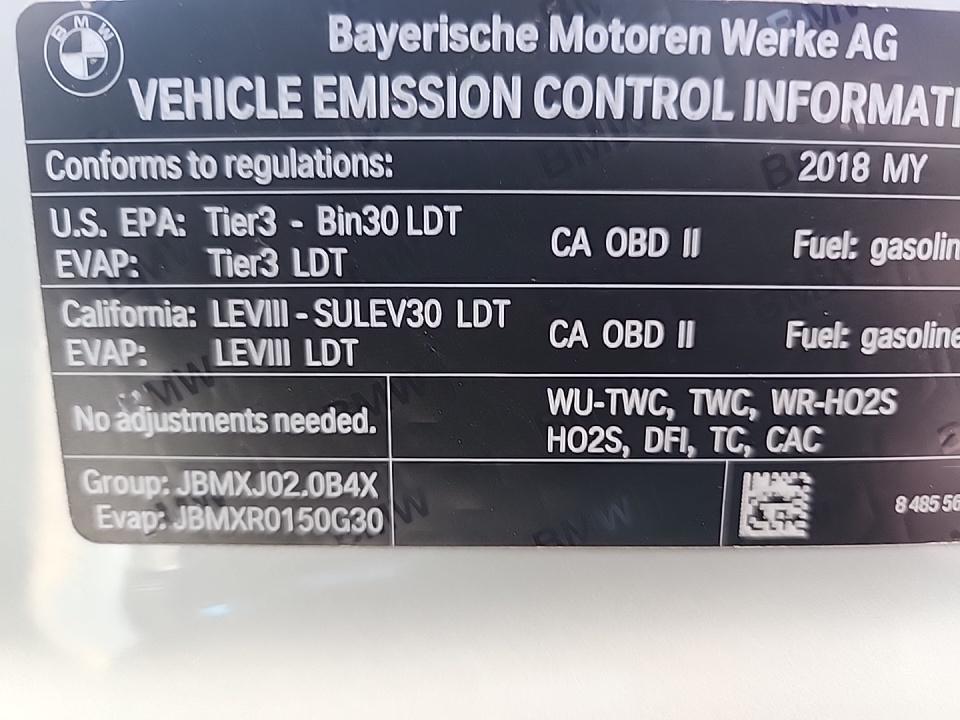 BMW
Bayerische Motoren Werke AG
VEHICLE EMISSION CONTROL INFORMATI
Conforms to regulations: 2018 MY
U.S. EPA: Tier3 - Bin30 LDT
EVAP: Tier3 LDT
CA OBD II Fuel: gasolin
California: LEVIII - SULEV30 LDT
EVAP: LEVIII LDT
CA OBD II Fuel: gasoline
No adjustments needed.
WU-TWC, TWC, WR-HO2S
HO2S, DFI, TC, CAC
Group: JBMXJ02.0B4X
Evap: JBMXR0150G30
8 485 56